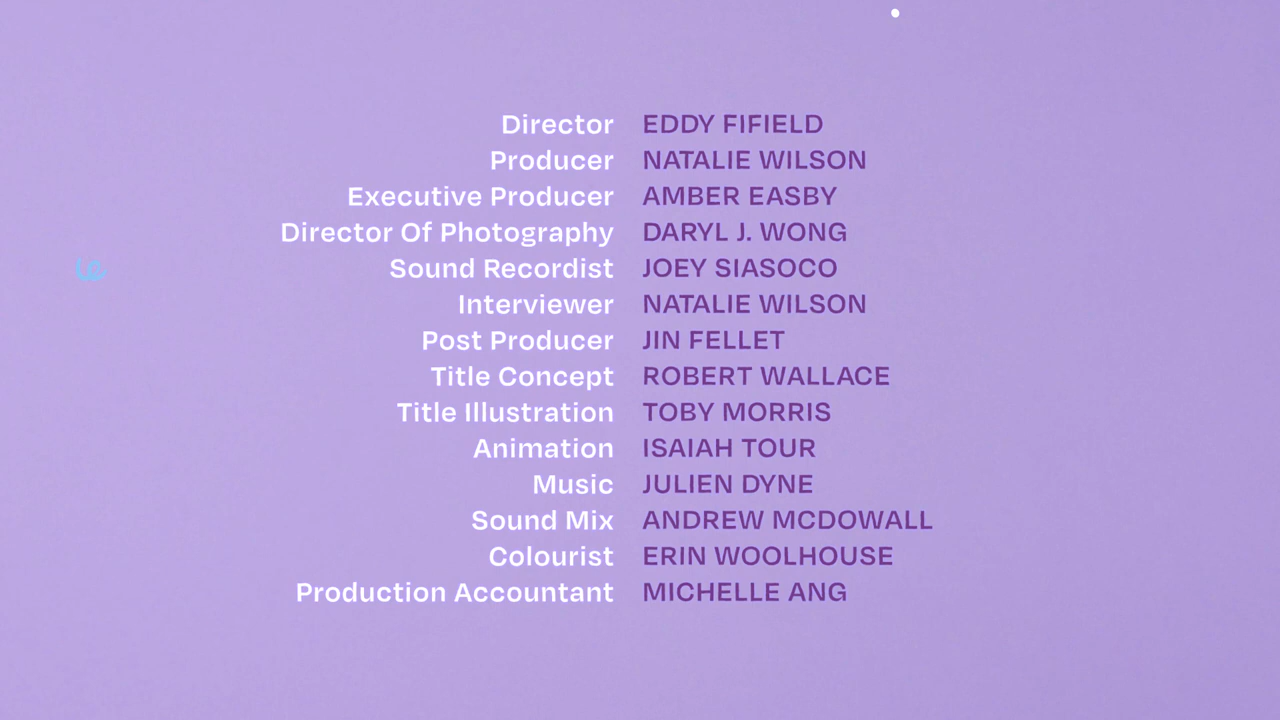 Director EDDY FIFIELD
Producer NATALIE WILSON
Executive Producer AMBER EASBY
Director Of Photography DARYL J. WONG
Sound Recordist JOEY SIASOCO
Interviewer NATALIE WILSON
Post Producer JIN FELLET
Title Concept ROBERT WALLACE
Title Illustration TOBY MORRIS
Animation ISAIAH TOUR
Music JULIEN DYNE
Sound Mix ANDREW MCDOWALL
Colourist ERIN WOOLHOUSE
Production Accountant MICHELLE ANG